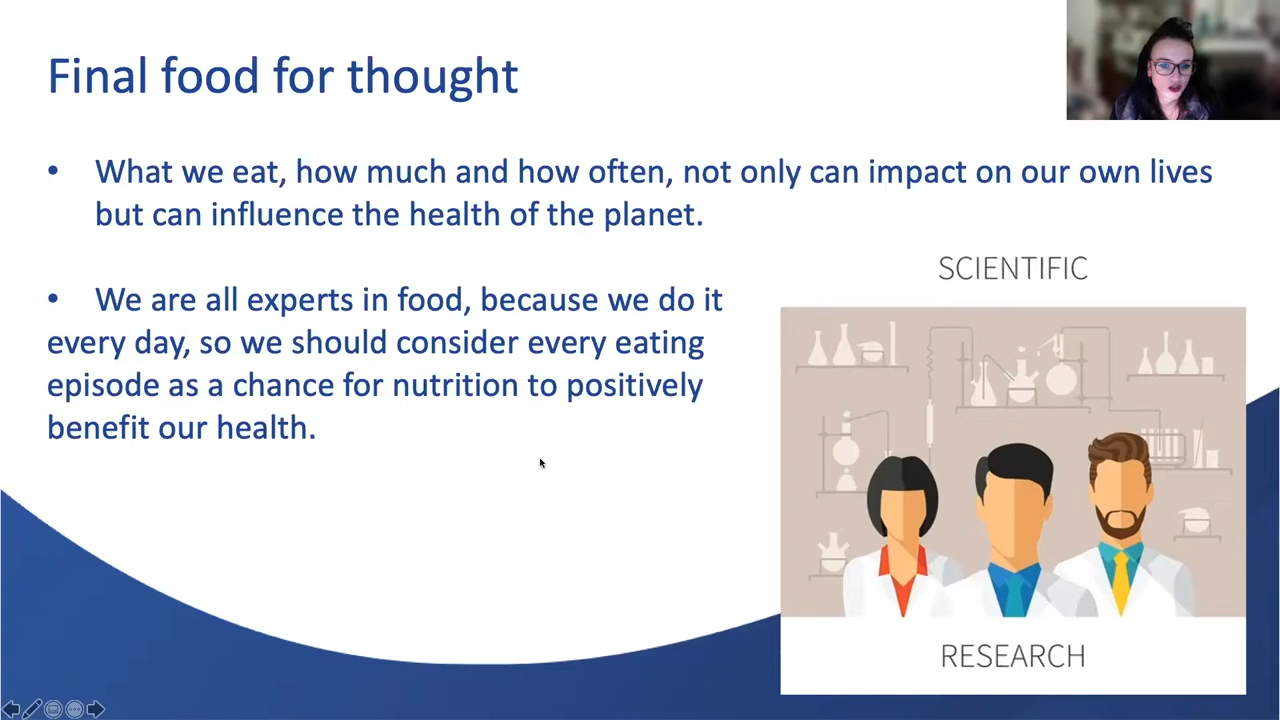 Final food for thought
• What we eat, how much and how often, not only can impact on our own lives
but can influence the health of the planet.
• We are all experts in food, because we do it
every day, so we should consider every eating
episode as a chance for nutrition to positively
benefit our health.
SCIENTIFIC
RESEARCH